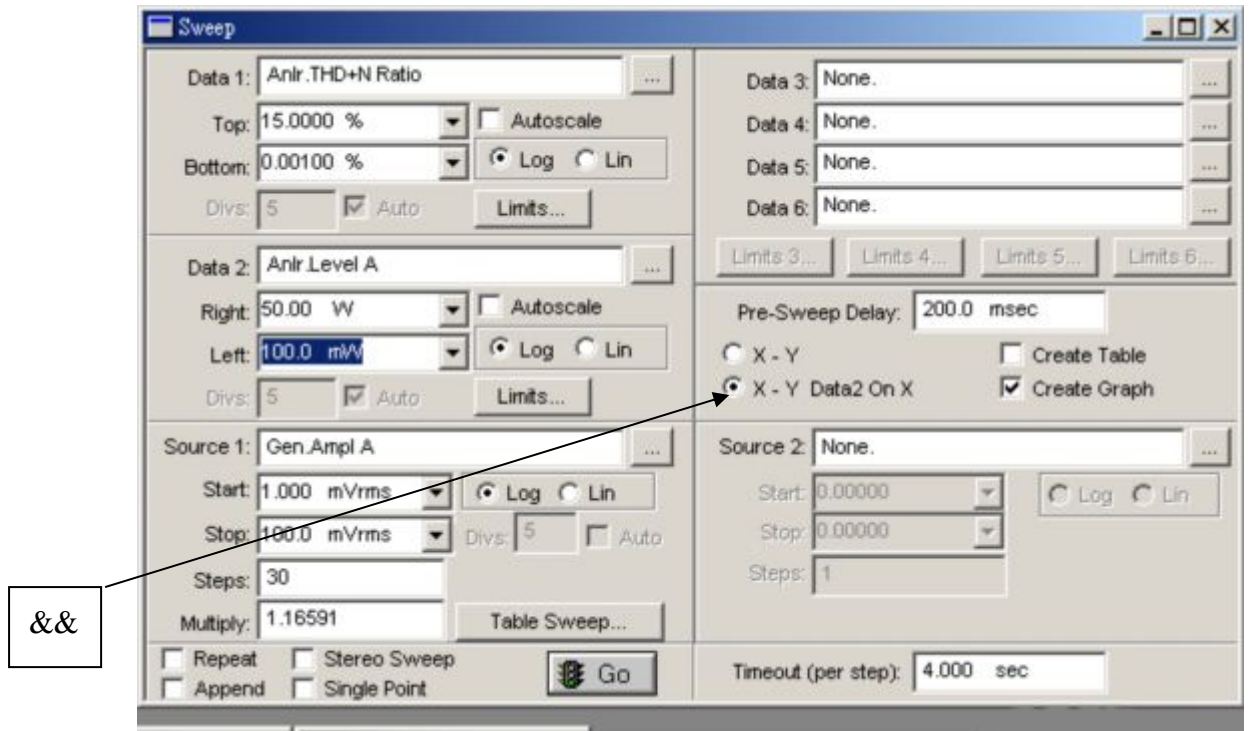 Sweep
Data 1: Anlr.THD+N Ratio ...
Top: 15.0000 % Autoscale
Bottom: 0.00100 % Log Lin
Divs: 5 Auto Limits...
Data 2: Anlr.Level A ...
Right: 50.00 W Autoscale
Left: 100.0 mW Log Lin
Divs: 5 Auto Limits...
Source 1: Gen.Ampl A ...
Start: 1.000 mVrms Log Lin
Stop: 100.0 mVrms Divs: 5 Auto
Steps: 30
Multiply: 1.16591 Table Sweep...
Repeat Stereo Sweep
Append Single Point
Go
Data 3: None. ...
Data 4: None. ...
Data 5: None. ...
Data 6: None. ...
Limits 3... Limits 4... Limits 5... Limits 6...
Pre-Sweep Delay: 200.0 msec
X - Y Create Table
X - Y Data2 On X Create Graph
Source 2: None. ...
Start: 0.00000 Log Lin
Stop: 0.00000
Steps: 1
Timeout (per step): 4.000 sec
&&